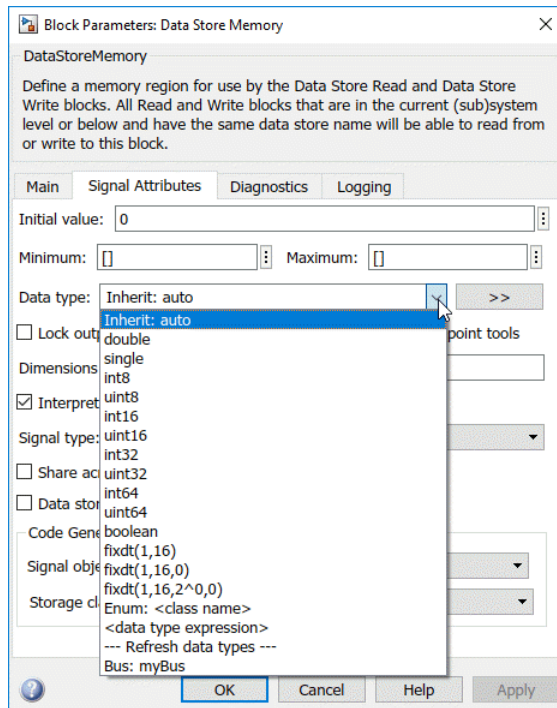 Block Parameters: Data Store Memory
DataStoreMemory
Define a memory region for use by the Data Store Read and Data Store
Write blocks. All Read and Write blocks that are in the current (sub)system
level or below and have the same data store name will be able to read from
or write to this block.
Main Signal Attributes Diagnostics Logging
Initial value: 0
Minimum: [] Maximum: []
Data type: Inherit: auto >>
Inherit: auto
Lock outp point tools
double
single
Dimensions
int8
Interpret
uint8
int16
Signal type:
uint16
int32
Share acr
uint32
int64
Data stor
uint64
boolean
Code Gene
fixdt(1,16)
Signal obje
fixdt(1,16,0)
fixdt(1,16,2^0,0)
Storage cl
Enum: <class name>
<data type expression>
--- Refresh data types ---
Bus: myBus
OK Cancel Help Apply